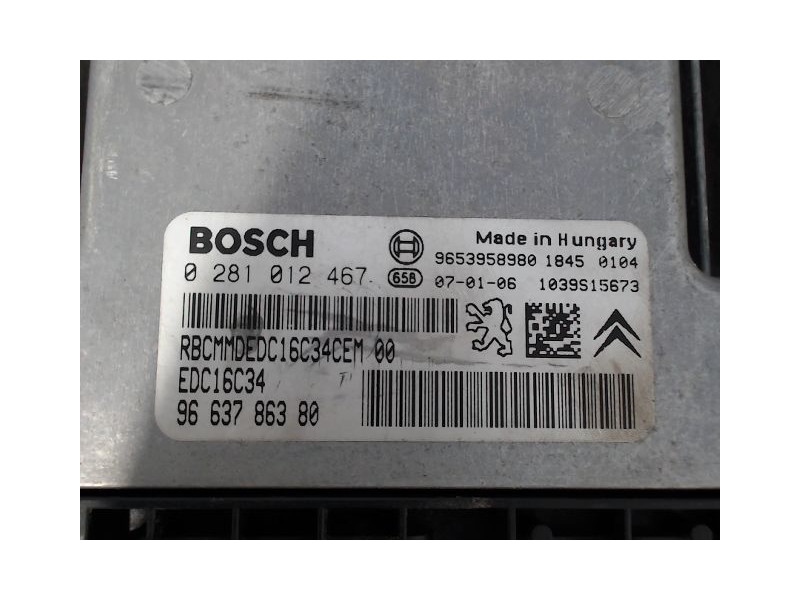 BOSCH
Made in Hungary
9653958980 1845 0104
0 281 012 467
658
07-01-06 1039S15673
RBCMMDEDC16C34CEM 00
EDC16C34
96 637 863 80